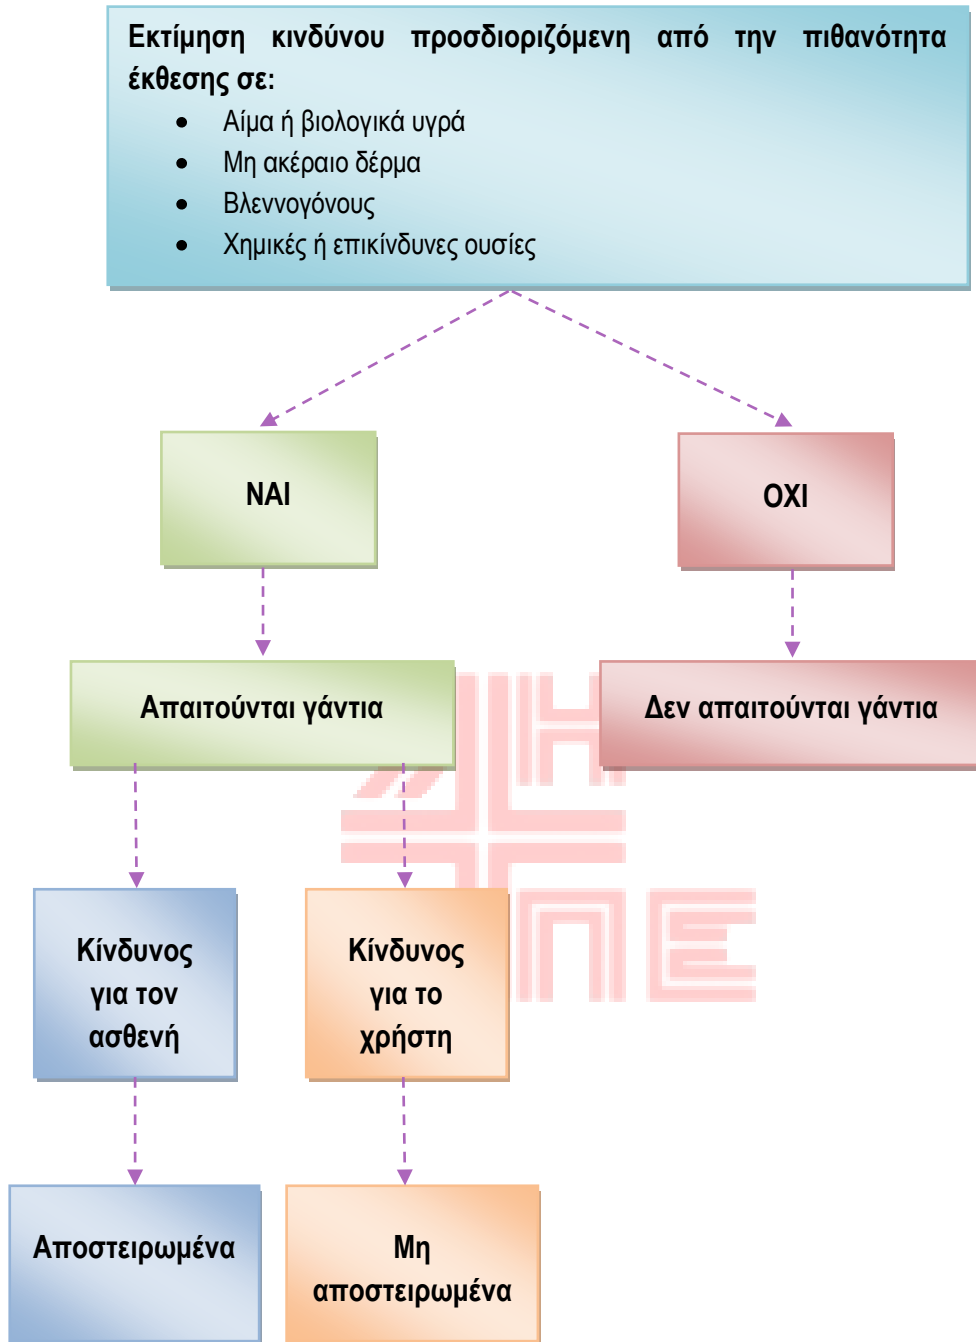 Εκτίμηση κινδύνου προσδιοριζόμενη από την πιθανότητα
έκθεσης σε:
• Αίμα ή βιολογικά υγρά
• Μη ακέραιο δέρμα
• Βλεννογόνους
• Χημικές ή επικίνδυνες ουσίες
ΝΑΙ
ΟΧΙ
Απαιτούνται γάντια
Δεν απαιτούνται γάντια
Κίνδυνος
για τον
ασθενή
Κίνδυνος
για το
χρήστη
Αποστειρωμένα
Μη
αποστειρωμένα